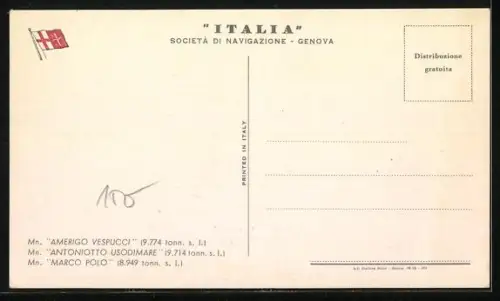 "ITALIA"
SOCIETÀ DI NAVIGAZIONE - GENOVA
Distribuzione
gratuita
PRINTED IN ITALY
100
Mn. "AMERIGO VESPUCCI" (9.774 tonn. s. l.)
Mn. "ANTONIOTTO USODIMARE" (9.714 tonn. s. l.)
Mn. "MARCO POLO" (8.949 tonn. s. l.)